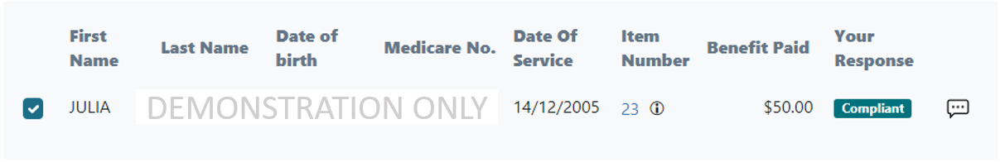 First Name Last Name Date of birth Medicare No. Date Of Service Item Number Benefit Paid Your Response
JULIA DEMONSTRATION ONLY 14/12/2005 23 $50.00 Compliant